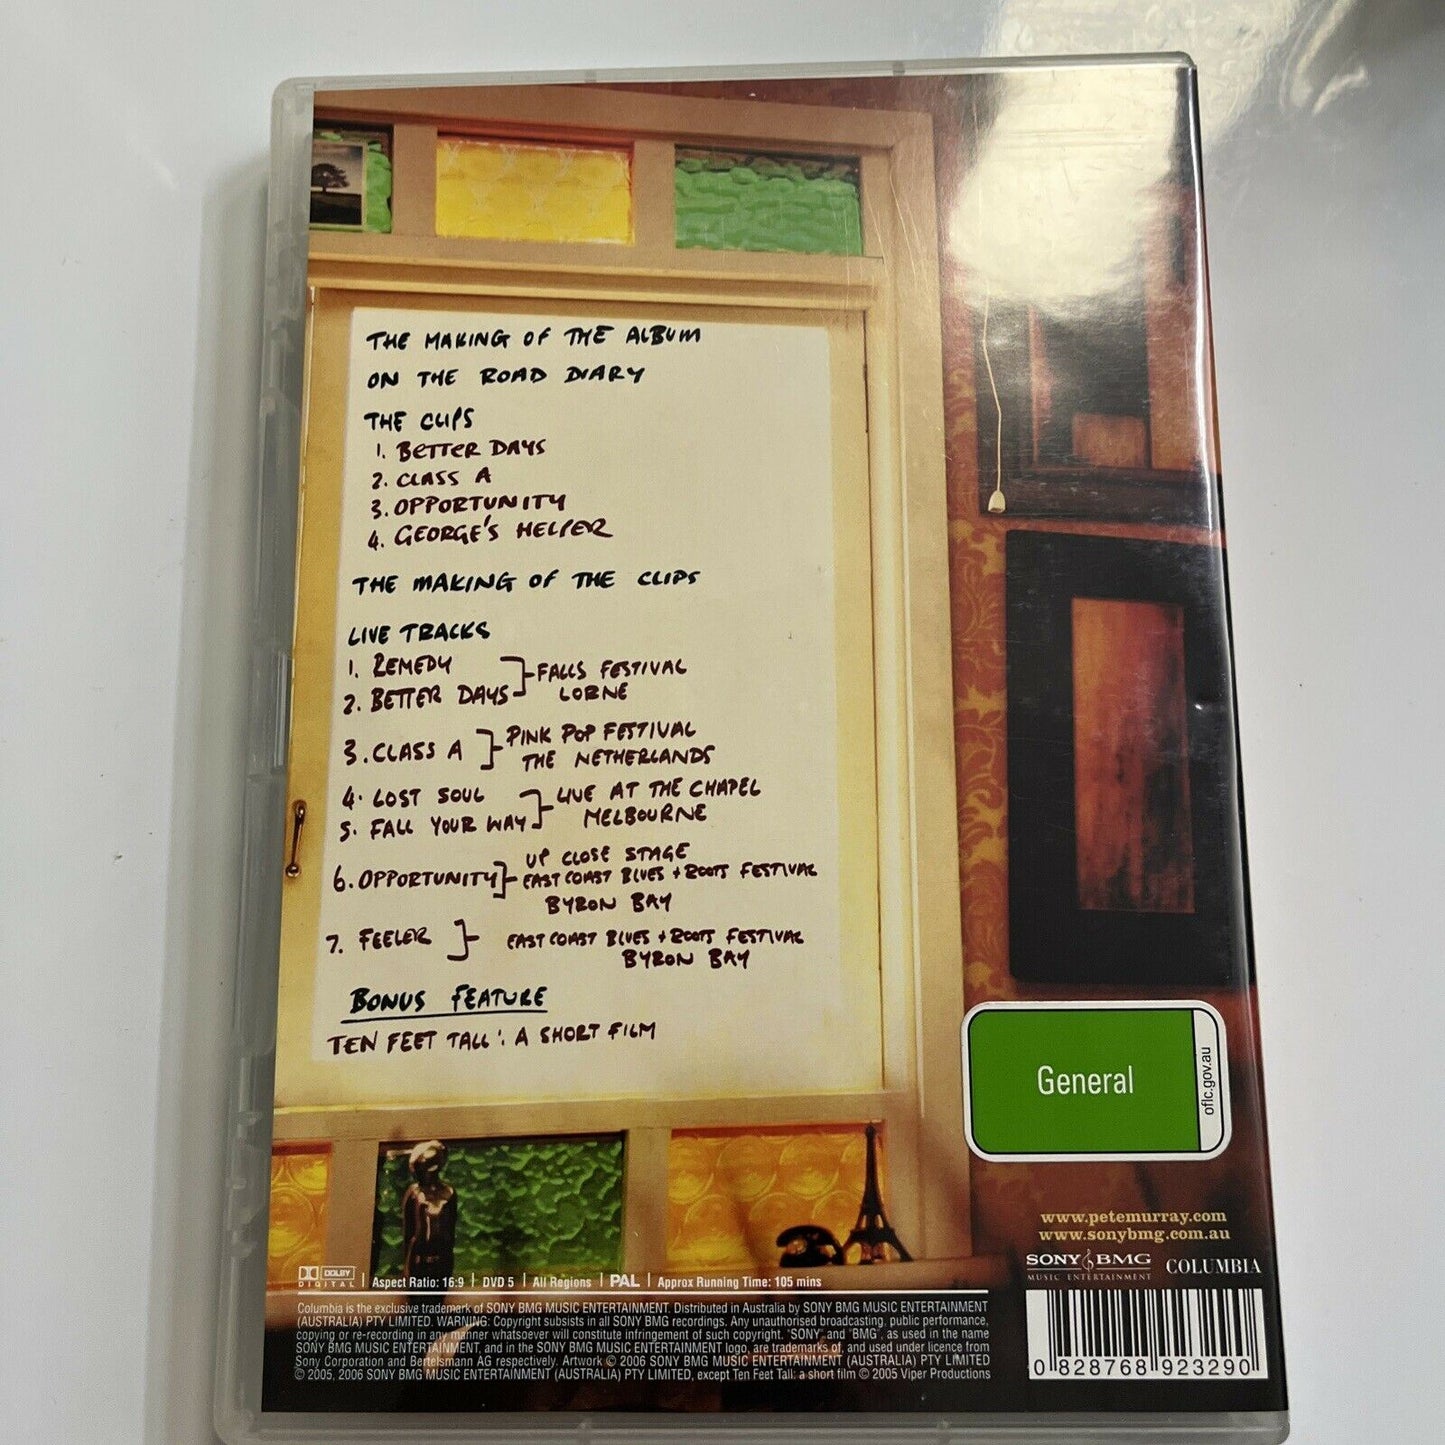 THE MAKING OF THE ALBUM
ON THE ROAD DIARY
THE CLIPS
1. BETTER DAYS
2. CLASS A
3. OPPORTUNITY
4. GEORGE'S HELPER
THE MAKING OF THE CLIPS
LIVE TRACKS
1. REMEDY
2. BETTER DAYS
FALLS FESTIVAL
LORNE
3. CLASS A
PINK POP FESTIVAL
THE NETHERLANDS
4. LOST SOUL
5. FALL YOUR WAY
LIVE AT THE CHAPEL
MELBOURNE
6. OPPORTUNITY
UP CLOSE STAGE
EAST COAST BLUES + ROOTS FESTIVAL
BYRON BAY
7. FEELER
EAST COAST BLUES + ROOTS FESTIVAL
BYRON BAY
BONUS FEATURE
TEN FEET TALL: A SHORT FILM
General
oflc.gov.au
www.petemurray.com
www.sonybmg.com.au
SONY BMG
MUSIC ENTERTAINMENT
COLUMBIA
DOLBY
DIGITAL
Aspect Ratio: 16:9 | DVD 5 | All Regions | PAL | Approx Running Time: 105 mins
Columbia is the exclusive trademark of SONY BMG MUSIC ENTERTAINMENT. Distributed in Australia by SONY BMG MUSIC ENTERTAINMENT
(AUSTRALIA) PTY LIMITED. WARNING: Copyright subsists in all SONY BMG recordings. Any unauthorised broadcasting, public performance,
copying or re-recording in any manner whatsoever will constitute infringement of such copyright. "SONY" and "BMG", as used in the name
SONY BMG MUSIC ENTERTAINMENT, and in the SONY BMG MUSIC ENTERTAINMENT logo, are trademarks of, and used under licence from
Sony Corporation and Bertelsmann AG respectively. Artwork © 2006 SONY BMG MUSIC ENTERTAINMENT (AUSTRALIA) PTY LIMITED
© 2005, 2006 SONY BMG MUSIC ENTERTAINMENT (AUSTRALIA) PTY LIMITED, except Ten Feet Tall: a short film © 2005 Viper Productions
0 828768 923290